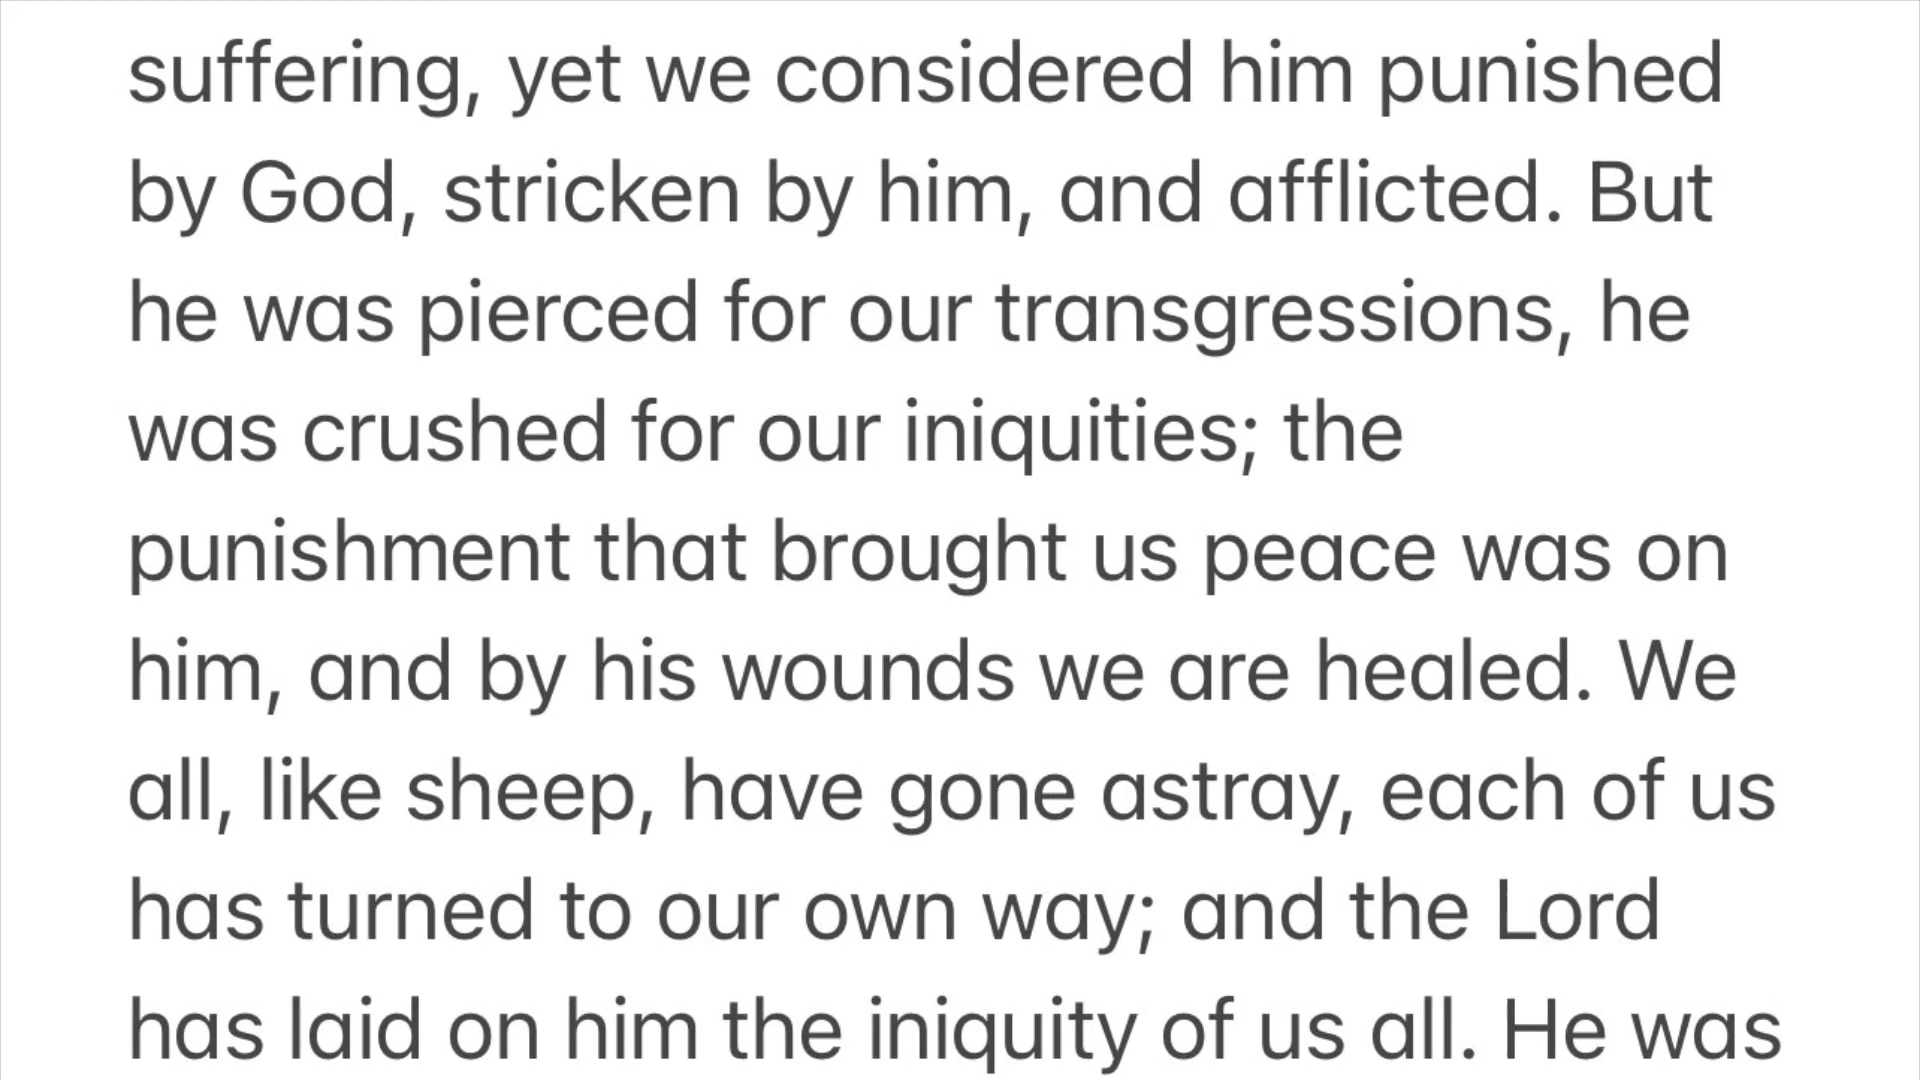 suffering, yet we considered him punished
by God, stricken by him, and afflicted. But
he was pierced for our transgressions, he
was crushed for our iniquities; the
punishment that brought us peace was on
him, and by his wounds we are healed. We
all, like sheep, have gone astray, each of us
has turned to our own way; and the Lord
has laid on him the iniquity of us all. He was